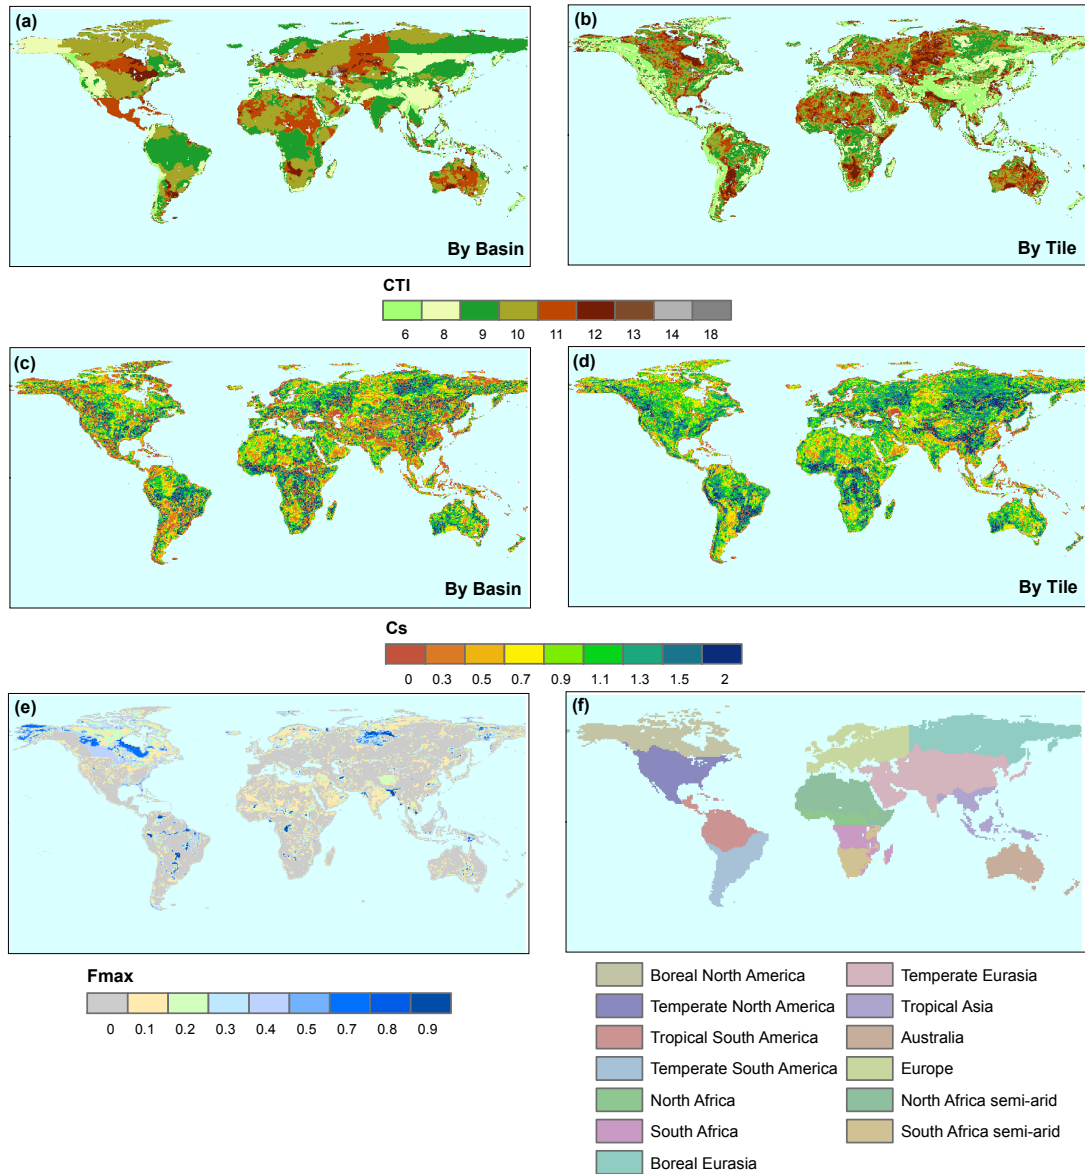 (a)
(b)
By Basin
By Tile
CTI
6 8 9 10 11 12 13 14 18
(c)
(d)
By Basin
By Tile
Cs
0 0.3 0.5 0.7 0.9 1.1 1.3 1.5 2
(e)
(f)
Fmax
0 0.1 0.2 0.3 0.4 0.5 0.7 0.8 0.9
Boreal North America
Temperate North America
Tropical South America
Temperate South America
North Africa
South Africa
Boreal Eurasia
Temperate Eurasia
Tropical Asia
Australia
Europe
North Africa semi-arid
South Africa semi-arid